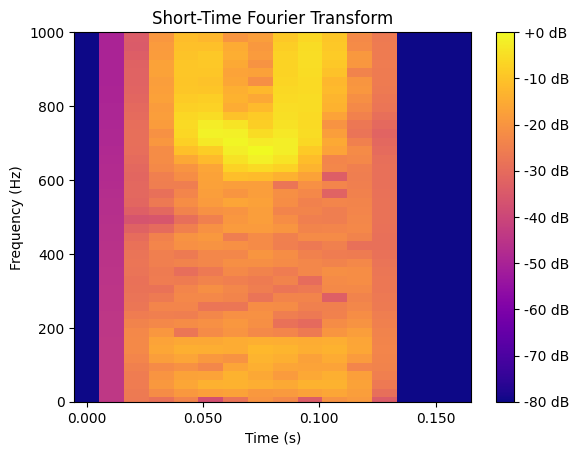 Short-Time Fourier Transform
1000
800
600
400
200
0
Frequency (Hz)
0.000
0.050
0.100
0.150
Time (s)
+0 dB
-10 dB
-20 dB
-30 dB
-40 dB
-50 dB
-60 dB
-70 dB
-80 dB